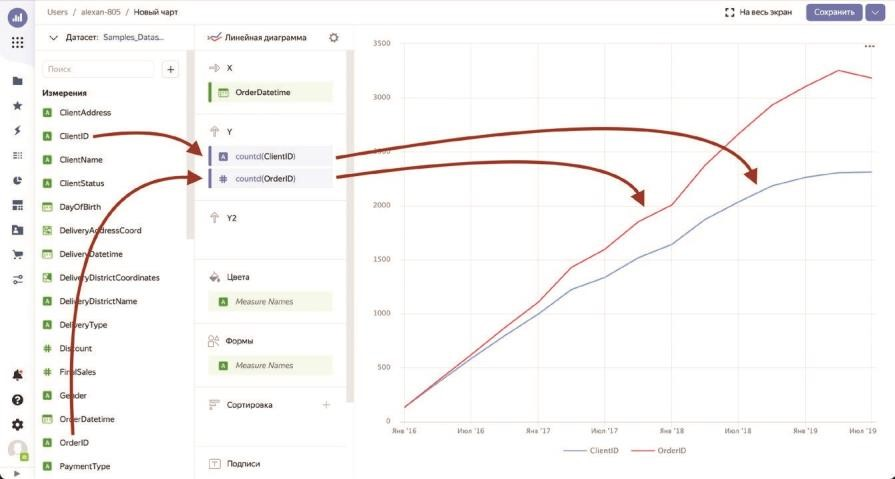 Users / alexan-805 / Новый чарт
На весь экран
Сохранить
Датасет: Samples_Datas...
Поиск
+
Измерения
A ClientAddress
A ClientID
A ClientName
A ClientStatus
DayOfBirth
DeliveryAddressCoord
DeliveryDatetime
DeliveryDistrictCoordinates
A DeliveryDistrictName
A DeliveryType
# Discount
# FinalSales
A Gender
OrderDatetime
A OrderID
A PaymentType
Линейная диаграмма
X
OrderDatetime
Y
A countd(ClientID)
# countd(OrderID)
Y2
Цвета
A Measure Names
Формы
A Measure Names
Сортировка +
Подписи
3500
3000
2000
1500
1000
500
0
Янв '16 Июл '16 Янв '17 Июл '17 Янв '18 Июл '18 Янв '19 Июл '19
ClientID OrderID